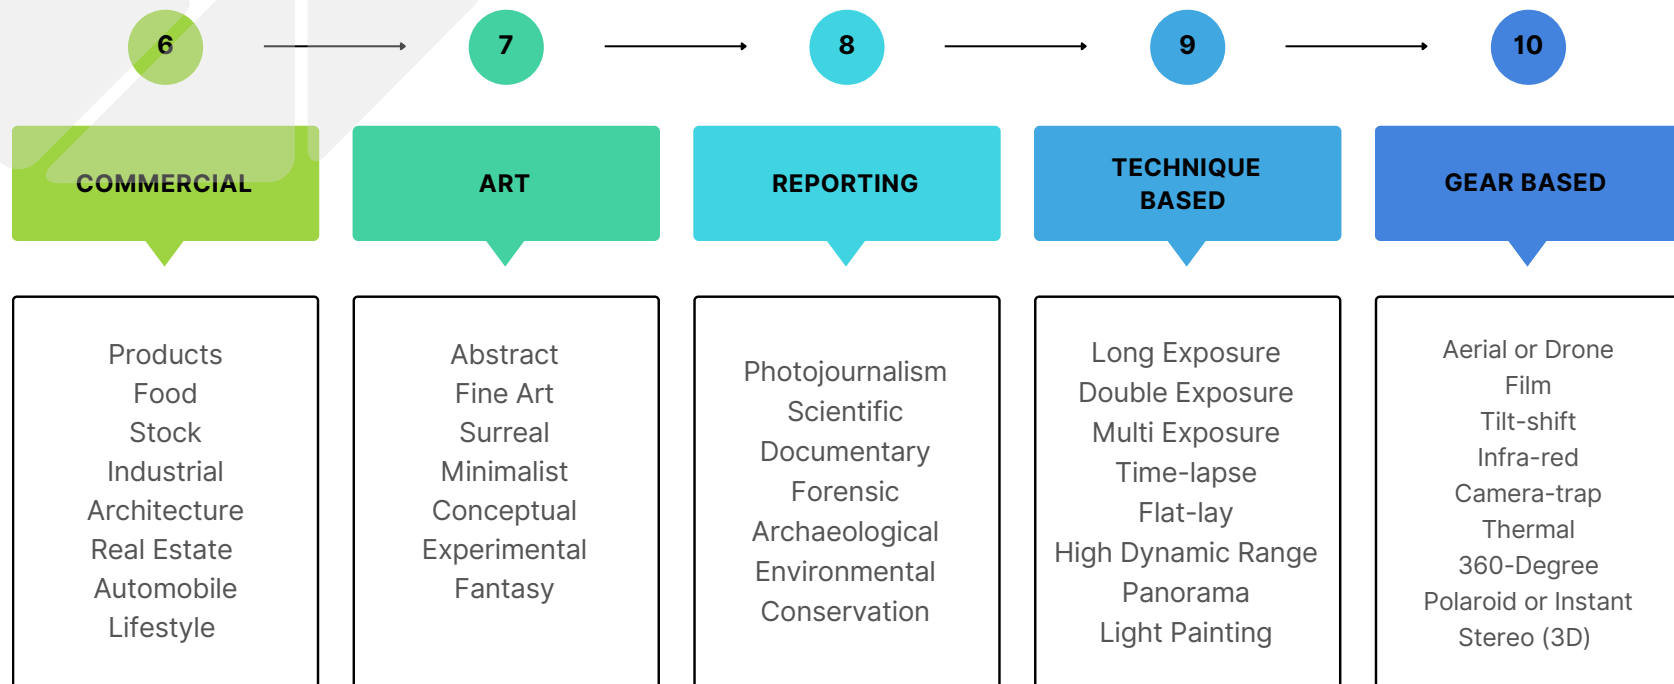 6
7
8
9
10
COMMERCIAL
ART
REPORTING
TECHNIQUE
BASED
GEAR BASED
Products
Food
Stock
Industrial
Architecture
Real Estate
Automobile
Lifestyle
Abstract
Fine Art
Surreal
Minimalist
Conceptual
Experimental
Fantasy
Photojournalism
Scientific
Documentary
Forensic
Archaeological
Environmental
Conservation
Long Exposure
Double Exposure
Multi Exposure
Time-lapse
Flat-lay
High Dynamic Range
Panorama
Light Painting
Aerial or Drone
Film
Tilt-shift
Infra-red
Camera-trap
Thermal
360-Degree
Polaroid or Instant
Stereo (3D)